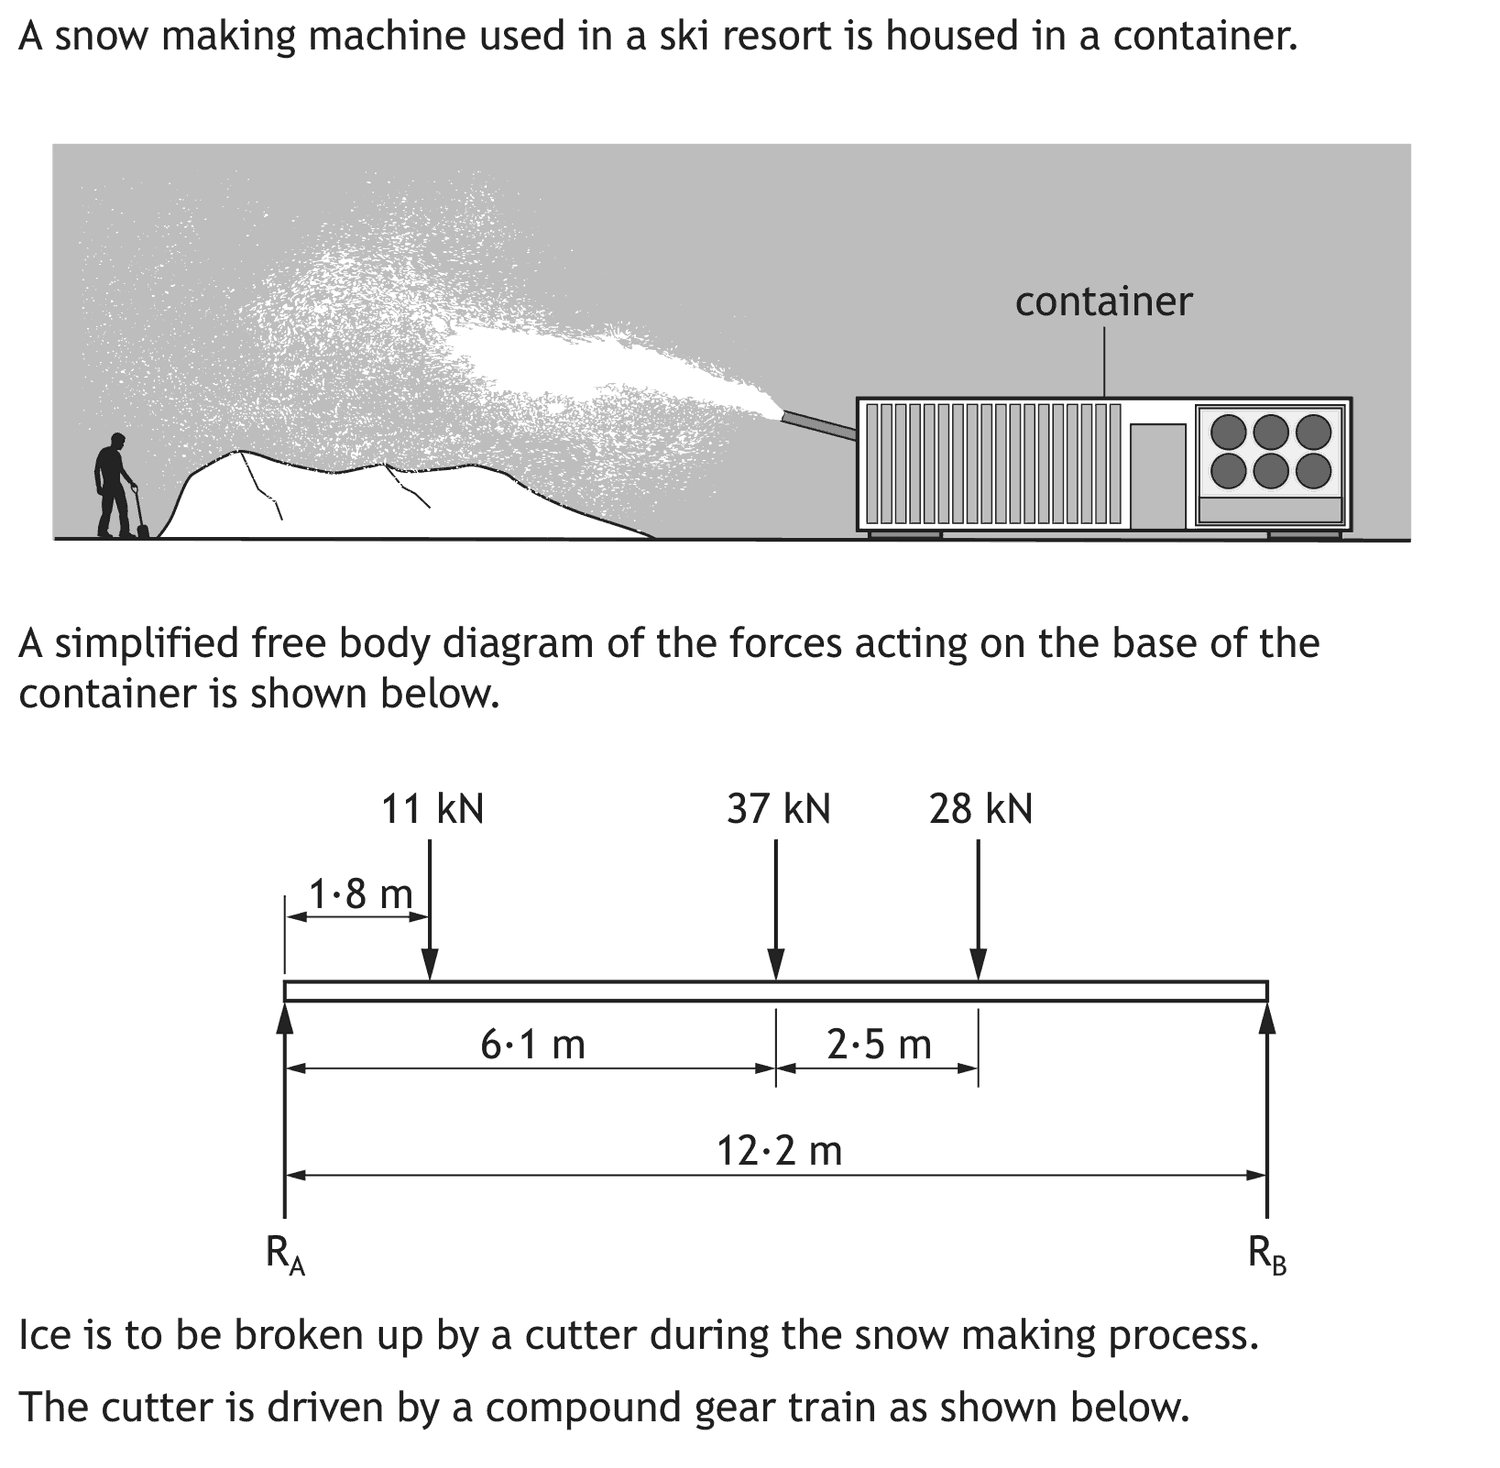 A snow making machine used in a ski resort is housed in a container.
container
A simplified free body diagram of the forces acting on the base of the
container is shown below.
11 kN
37 kN
28 kN
1·8 m
6·1 m
2·5 m
12·2 m
RA
RB
Ice is to be broken up by a cutter during the snow making process.
The cutter is driven by a compound gear train as shown below.